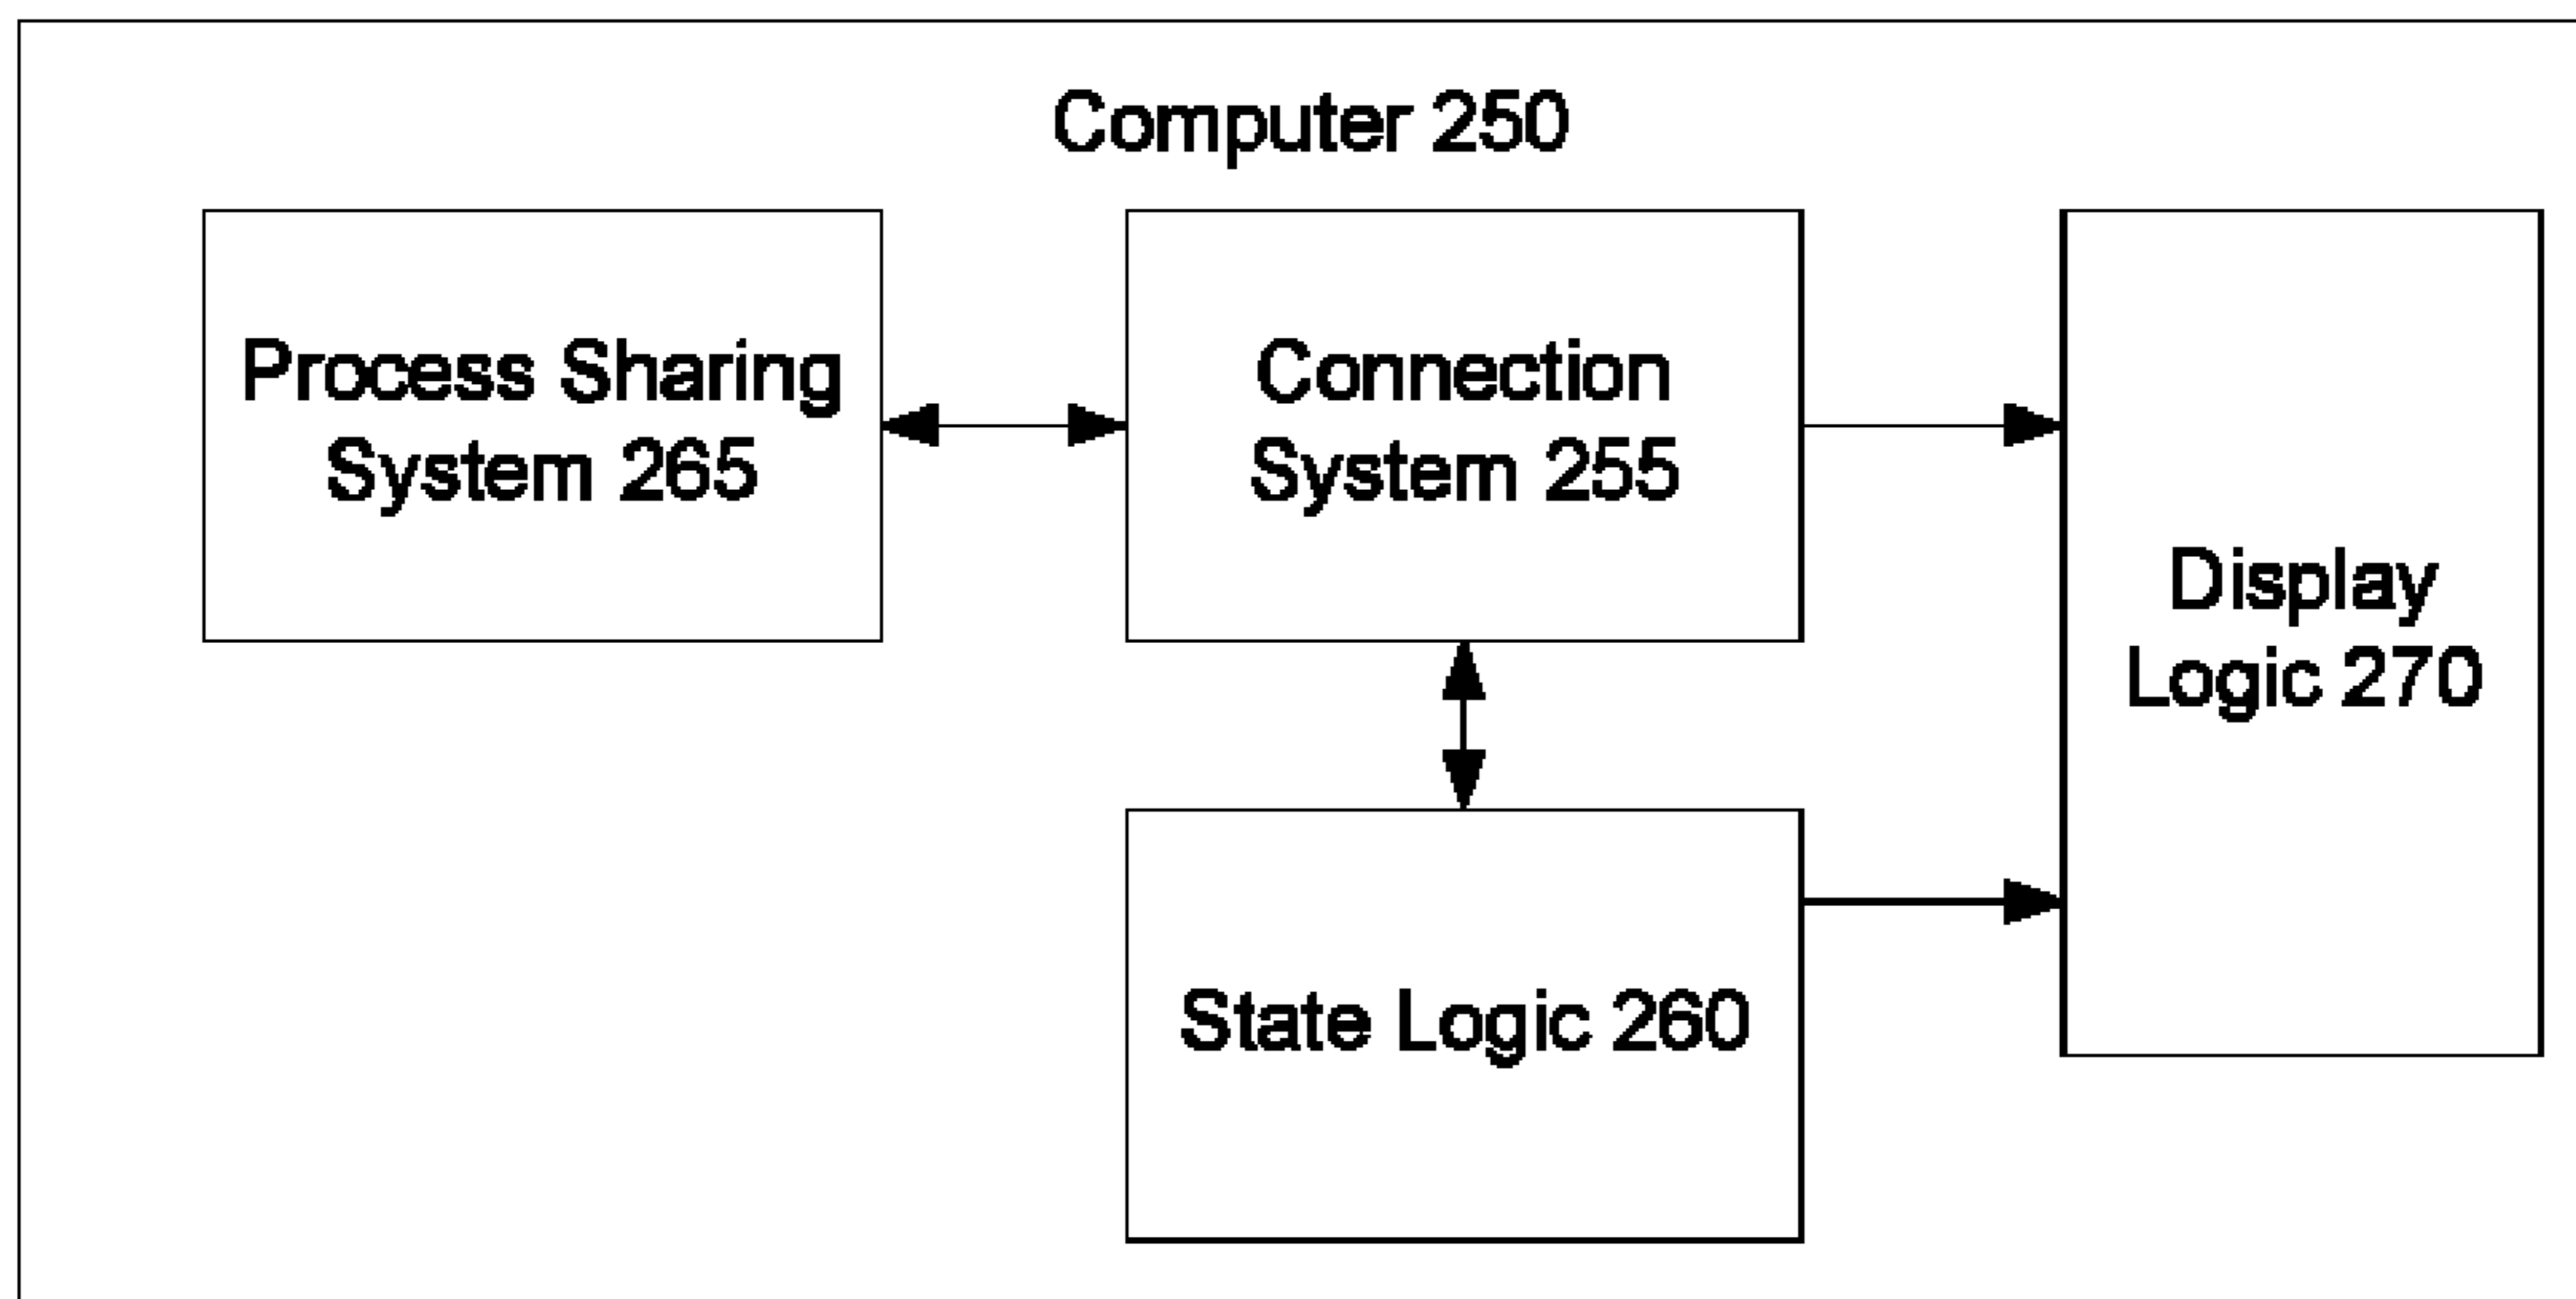 Computer 250
Process Sharing
System 265
Connection
System 255
Display
Logic 270
State Logic 260